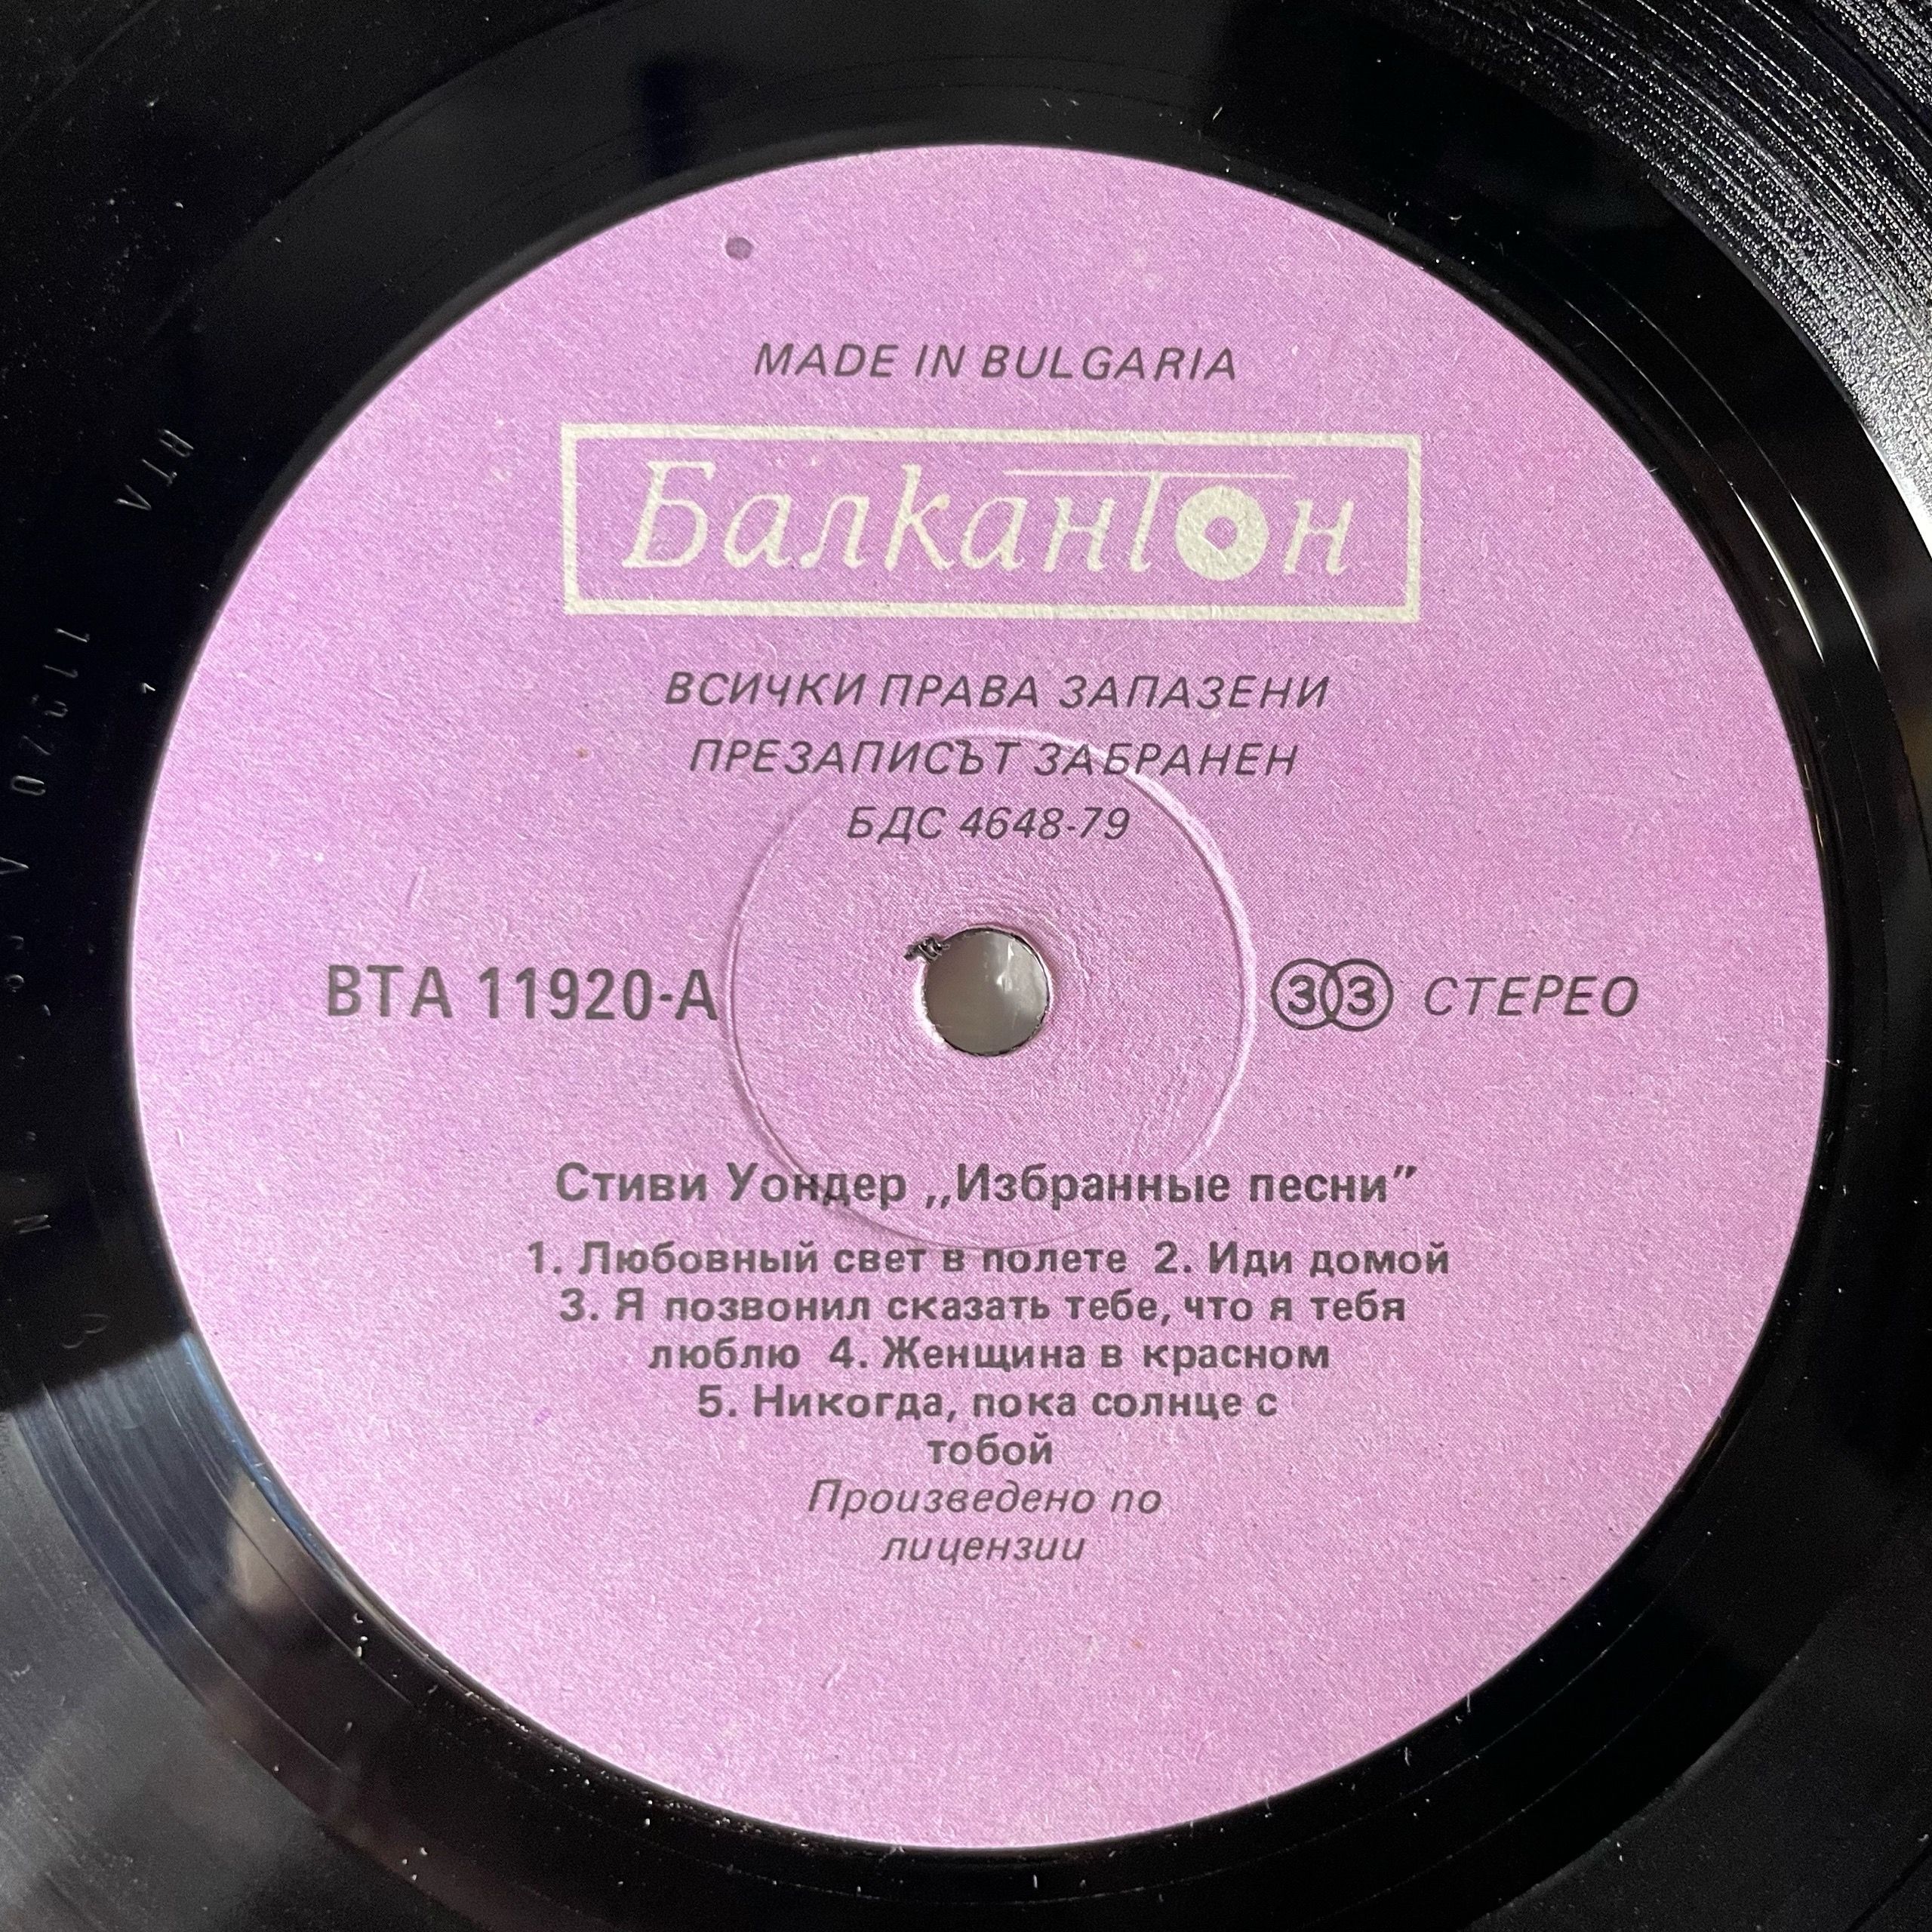 MADE IN BULGARIA
Балкантон
ВСИЧКИ ПРАВА ЗАПАЗЕНИ
ПРЕЗАПИСЪТ ЗАБРАНЕН
БДС 4648-79
ВТА 11920-А
33 СТЕРЕО
Стиви Уондер „Избранные песни”
1. Любовный свет в полете 2. Иди домой
3. Я позвонил сказать тебе, что я тебя
люблю 4. Женщина в красном
5. Никогда, пока солнце с
тобой
Произведено по
лицензии
ВТА
11920 A